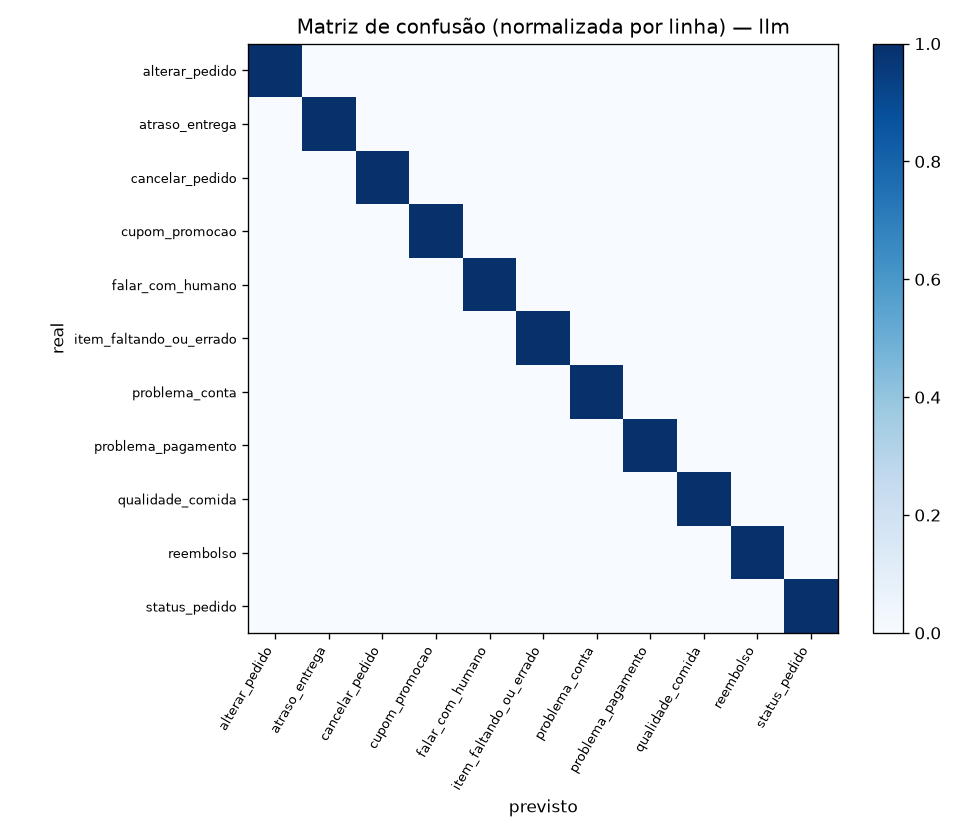 Matriz de confusão (normalizada por linha) — llm
real
alterar_pedido
atraso_entrega
cancelar_pedido
cupom_promocao
falar_com_humano
item_faltando_ou_errado
problema_conta
problema_pagamento
qualidade_comida
reembolso
status_pedido
alterar_pedido
atraso_entrega
cancelar_pedido
cupom_promocao
falar_com_humano
item_faltando_ou_errado
problema_conta
problema_pagamento
qualidade_comida
reembolso
status_pedido
previsto
1.0
0.8
0.6
0.4
0.2
0.0